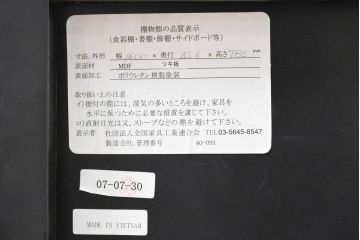 棚物類の品質表示
(食器棚・書棚・飾棚・サイドボード等)
寸法、外形 幅 × 奥行 × 高さ 785 mm
表面材 MDF ツキ板
表面加工 ポリウレタン樹脂塗装
取り扱い上の注意
イ)据付の際には、湿気の多いところを避け、家具を
水平に保つために必要な措置を講じて下さい。
ロ)直射日光は又、ストーブなどの熱を避けて下さい。
表示者 社団法人全国家具工業連合会 TEL 03-5645-8547
製造会社、管理番号 40-091
07-07-30
MADE IN VIETNAM